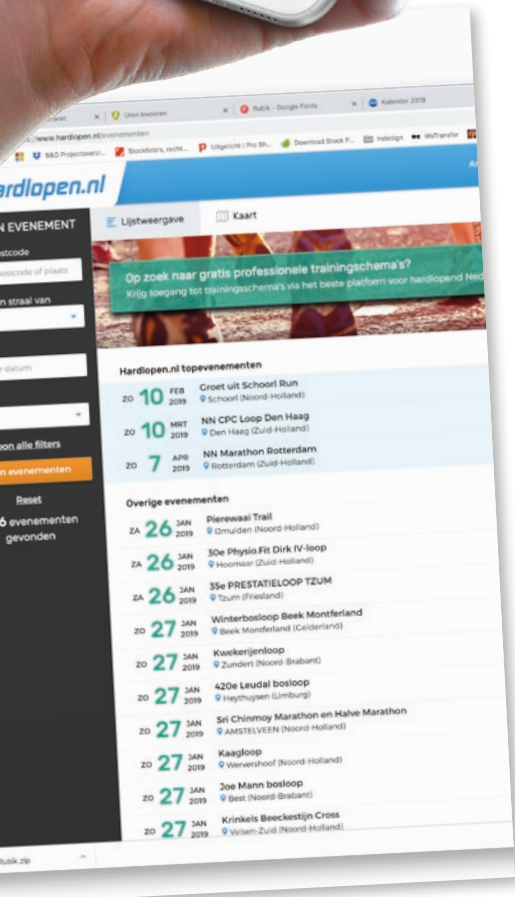 Uren invoeren
Rubik - Google Fonts
Kalender 2019
www.hardlopen.nl/evenementen
B&D Projectoverzi...
Stockfoto's, recht...
Uitgelicht | Pro Sh...
Download Stock P...
Indesign
WeTransfer
ardlopen.nl
N EVENEMENT
Lijstweergave
Kaart
ostcode
postcode of plaats
n straal van
r datum
oon alle filters
n evenementen
Reset
6 evenementen
gevonden
Op zoek naar gratis professionele trainingschema's?
Krijg toegang tot trainingsschema's via het beste platform voor hardlopend Ned
Hardlopen.nl topevenementen
ZO 10 FEB 2019 Groet uit Schoorl Run
Schoorl (Noord-Holland)
ZO 10 MRT 2019 NN CPC Loop Den Haag
Den Haag (Zuid-Holland)
ZO 7 APR 2019 NN Marathon Rotterdam
Rotterdam (Zuid-Holland)
Overige evenementen
ZA 26 JAN 2019 Pierewaai Trail
IJmuiden (Noord-Holland)
ZA 26 JAN 2019 30e Physio.Fit Dirk IV-loop
Hoornaar (Zuid-Holland)
ZA 26 JAN 2019 35e PRESTATIELOOP TZUM
Tzum (Friesland)
ZO 27 JAN 2019 Winterbosloop Beek Montferland
Beek Montferland (Gelderland)
ZO 27 JAN 2019 Kwekerijenloop
Zundert (Noord-Brabant)
ZO 27 JAN 2019 420e Leudal bosloop
Heythuysen (Limburg)
ZO 27 JAN 2019 Sri Chinmoy Marathon en Halve Marathon
AMSTELVEEN (Noord-Holland)
ZO 27 JAN 2019 Kaagloop
Wervershoof (Noord-Holland)
ZO 27 JAN 2019 Joe Mann bosloop
Best (Noord-Brabant)
ZO 27 JAN 2019 Krinkels Beeckestijn Cross
Velsen-Zuid (Noord-Holland)
Rubik.zip